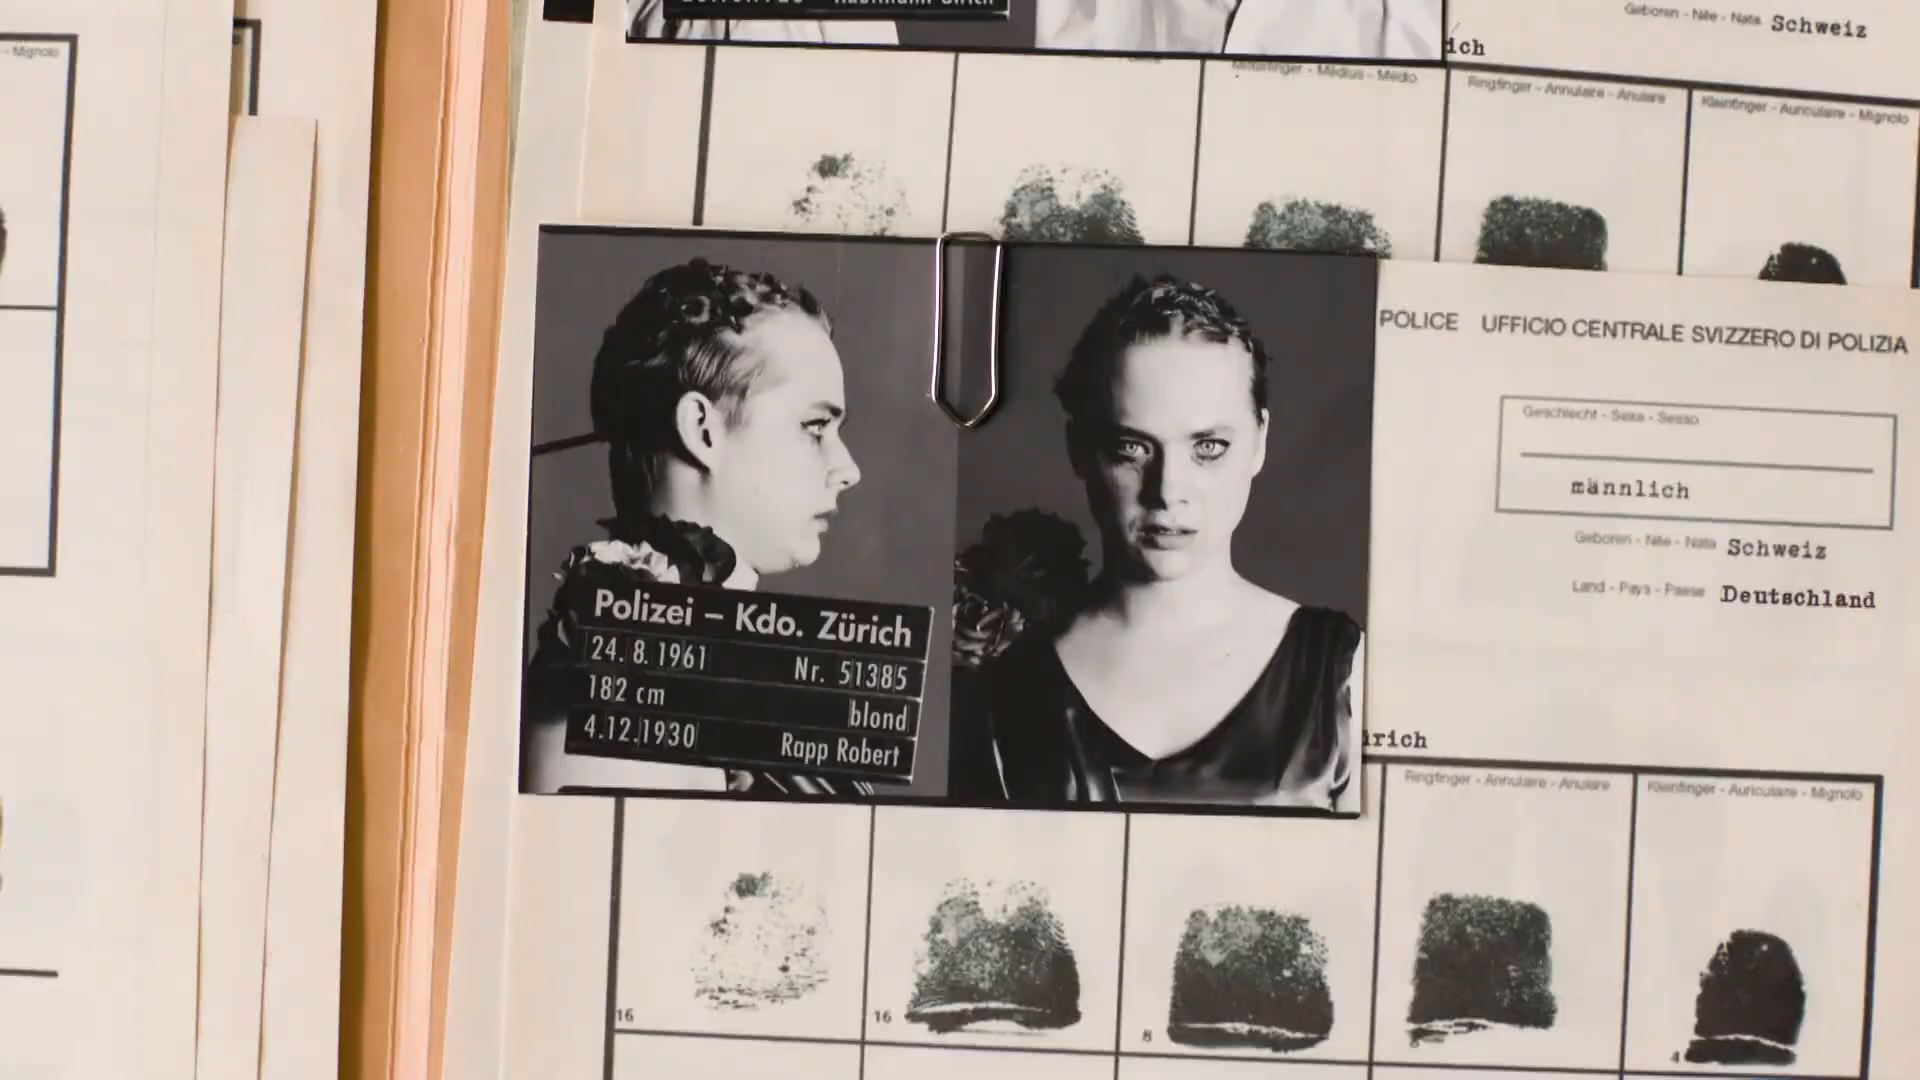 Geboren - Née - Nata Schweiz
ich
- Mignolo
Mittelfinger - Médius - Medio
Ringfinger - Annulaire - Anulare
Kleinfinger - Auriculaire - Mignolo
POLICE UFFICIO CENTRALE SVIZZERO DI POLIZIA
Geschlecht - Sexe - Sesso
männlich
Geboren - Née - Nata Schweiz
Land - Pays - Paese Deutschland
Polizei – Kdo. Zürich
24. 8. 1961 Nr. 51385
182 cm blond
4.12.1930 Rapp Robert
rich
Ringfinger - Annulaire - Anulare
Kleinfinger - Auriculaire - Mignolo
16
16
8
4